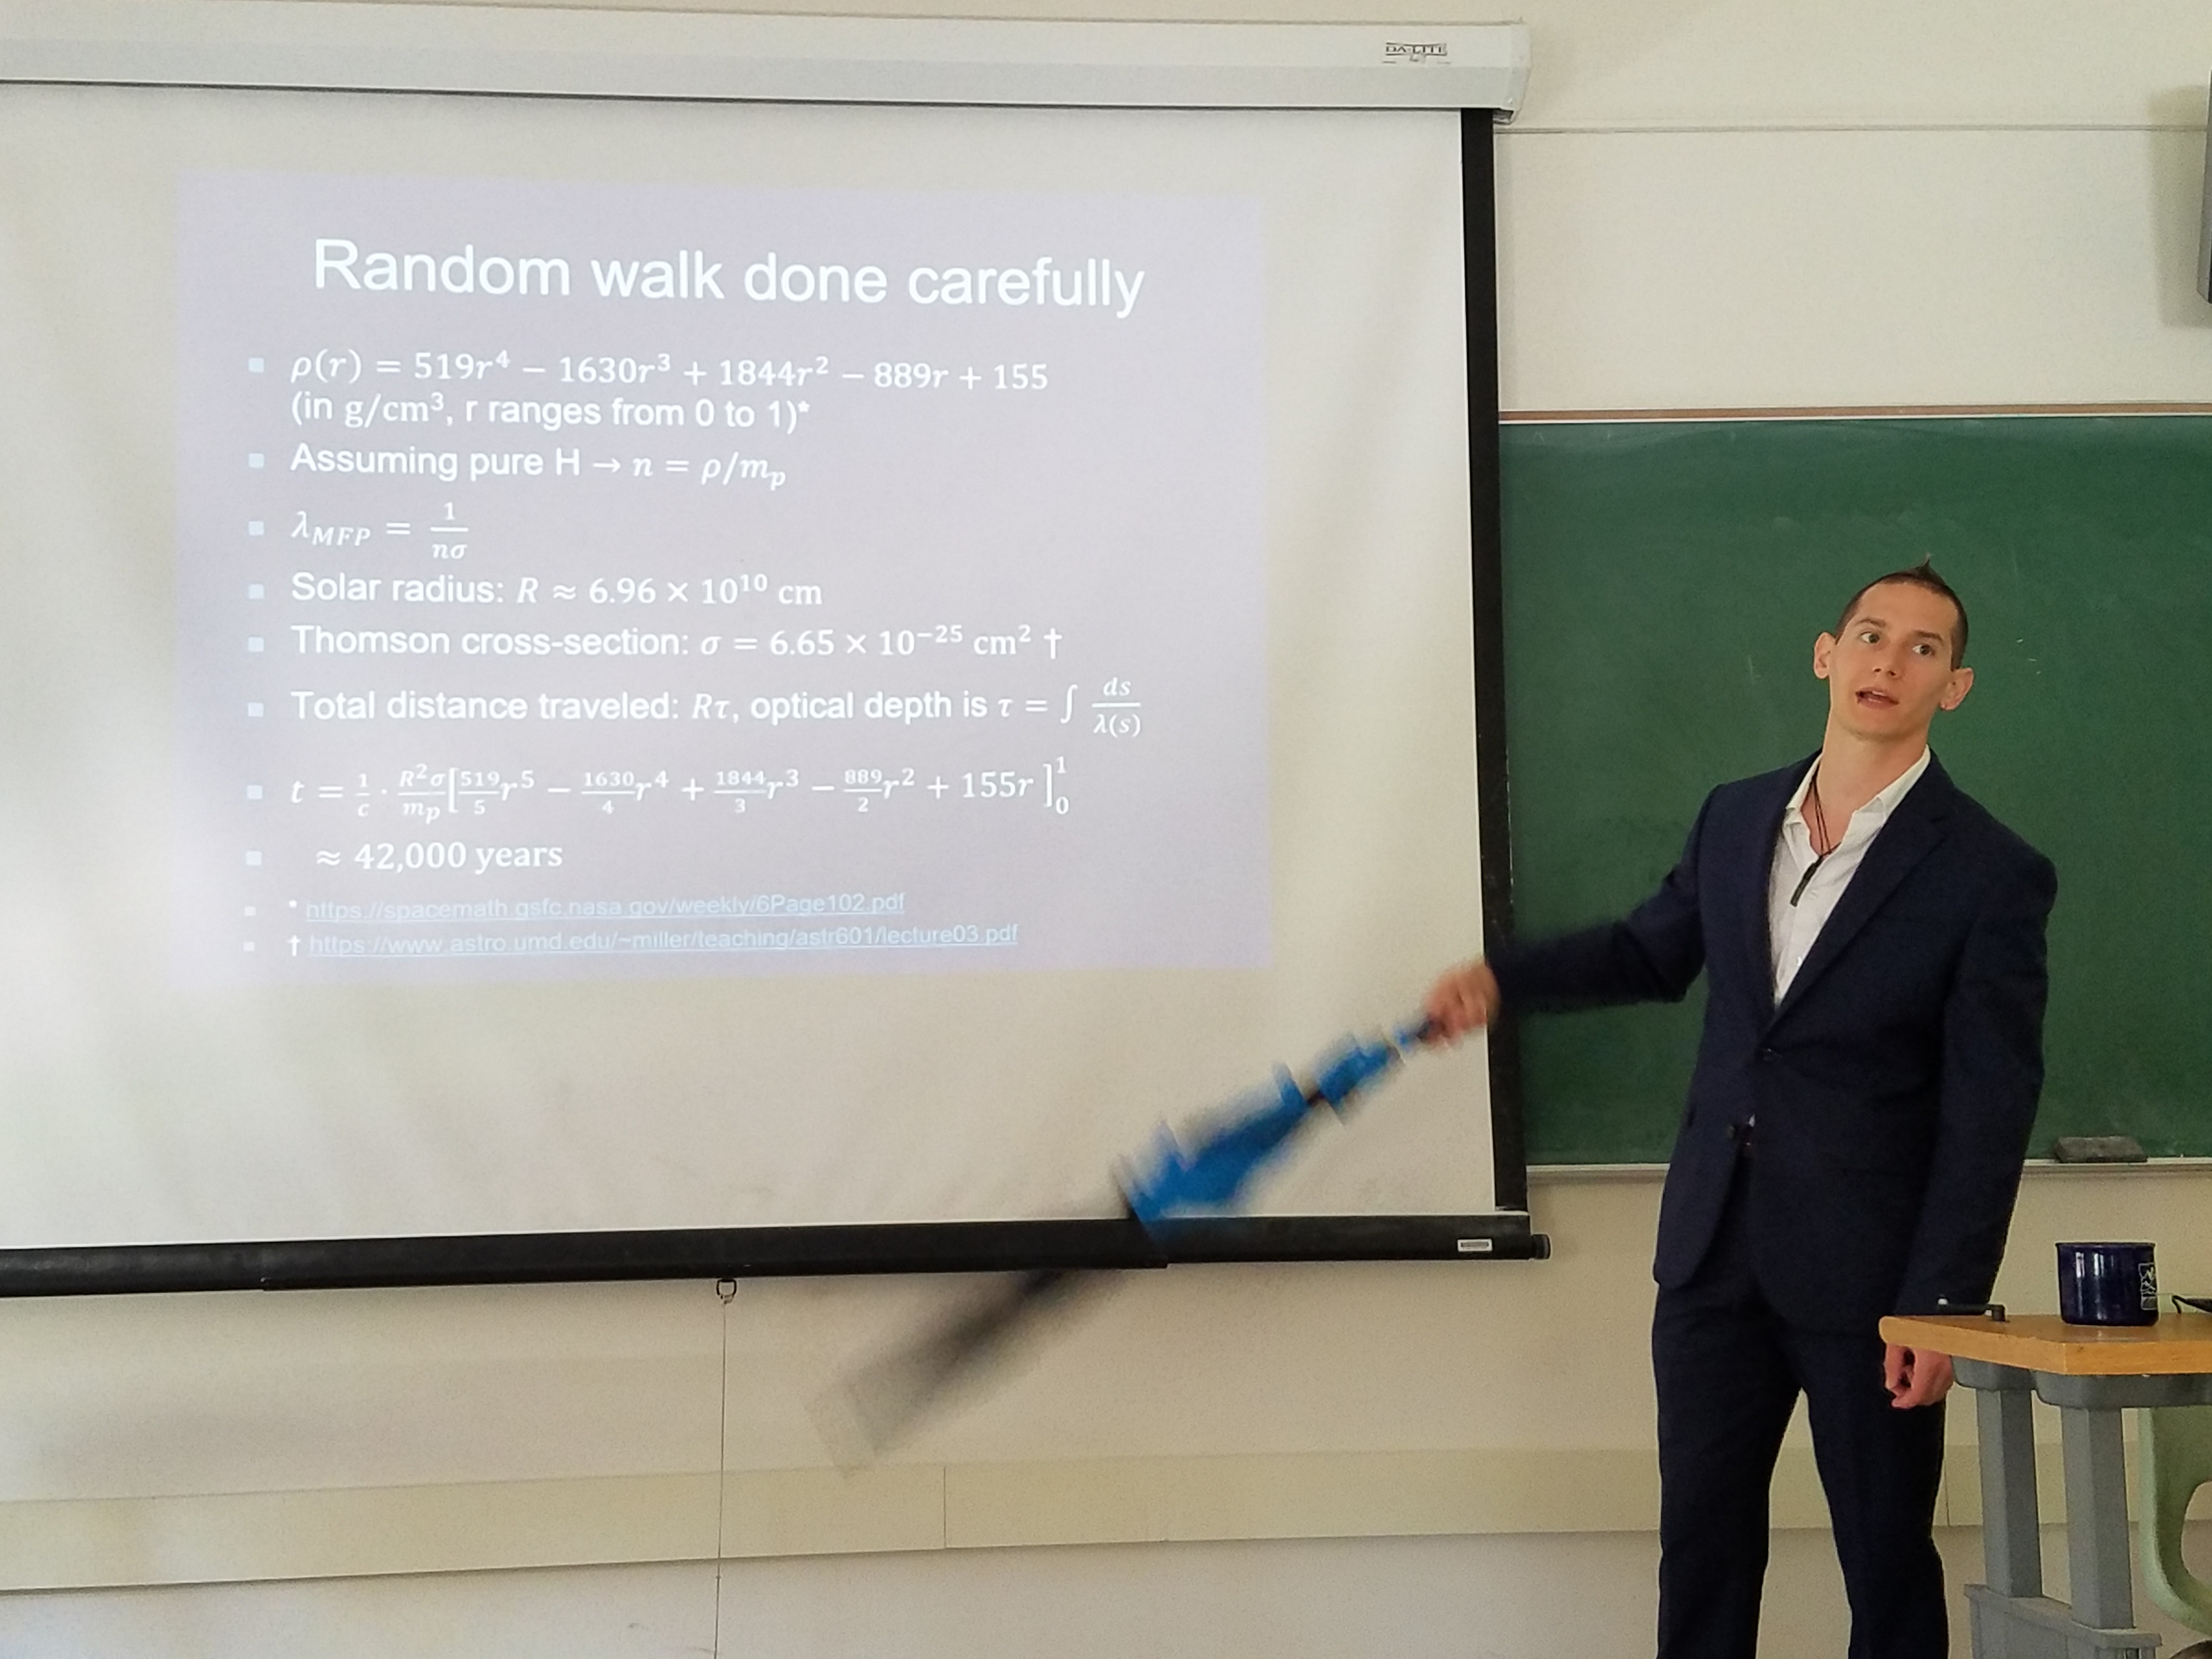 DA-LITE
Random walk done carefully
ρ(r) = 519r⁴ − 1630r³ + 1844r² − 889r + 155
(in g/cm³, r ranges from 0 to 1)*
Assuming pure H → n = ρ/mₚ
λ_MFP = 1/(nσ)
Solar radius: R ≈ 6.96 × 10¹⁰ cm
Thomson cross-section: σ = 6.65 × 10⁻²⁵ cm² †
Total distance traveled: Rτ, optical depth is τ = ∫ ds/λ(s)
t = 1/c · R²σ/mₚ [519/5 r⁵ − 1630/4 r⁴ + 1844/3 r³ − 889/2 r² + 155r]₀¹
≈ 42,000 years
* https://spacemath.gsfc.nasa.gov/weekly/6Page102.pdf
† https://www.astro.umd.edu/~miller/teaching/astr601/lecture03.pdf